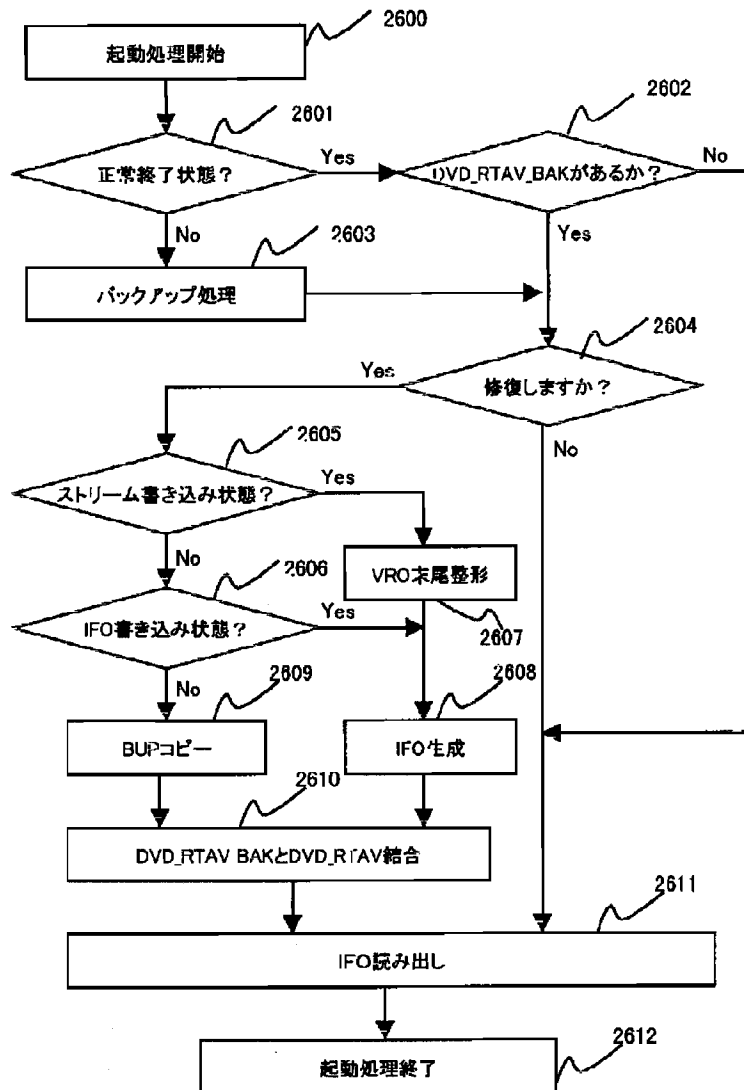 2600
起動処理開始
2601
2602
正常終了状態？
Yes
DVD_RTAV_BAKがあるか？
No
No
Yes
2603
バックアップ処理
2604
Yes
修復しますか？
No
2605
ストリーム書き込み状態？
Yes
No
VRO末尾整形
2607
2606
IFO書き込み状態？
Yes
No
2609
2608
BUPコピー
IFO生成
2610
DVD_RTAV BAKとDVD_RTAV結合
2611
IFO読み出し
2612
起動処理終了